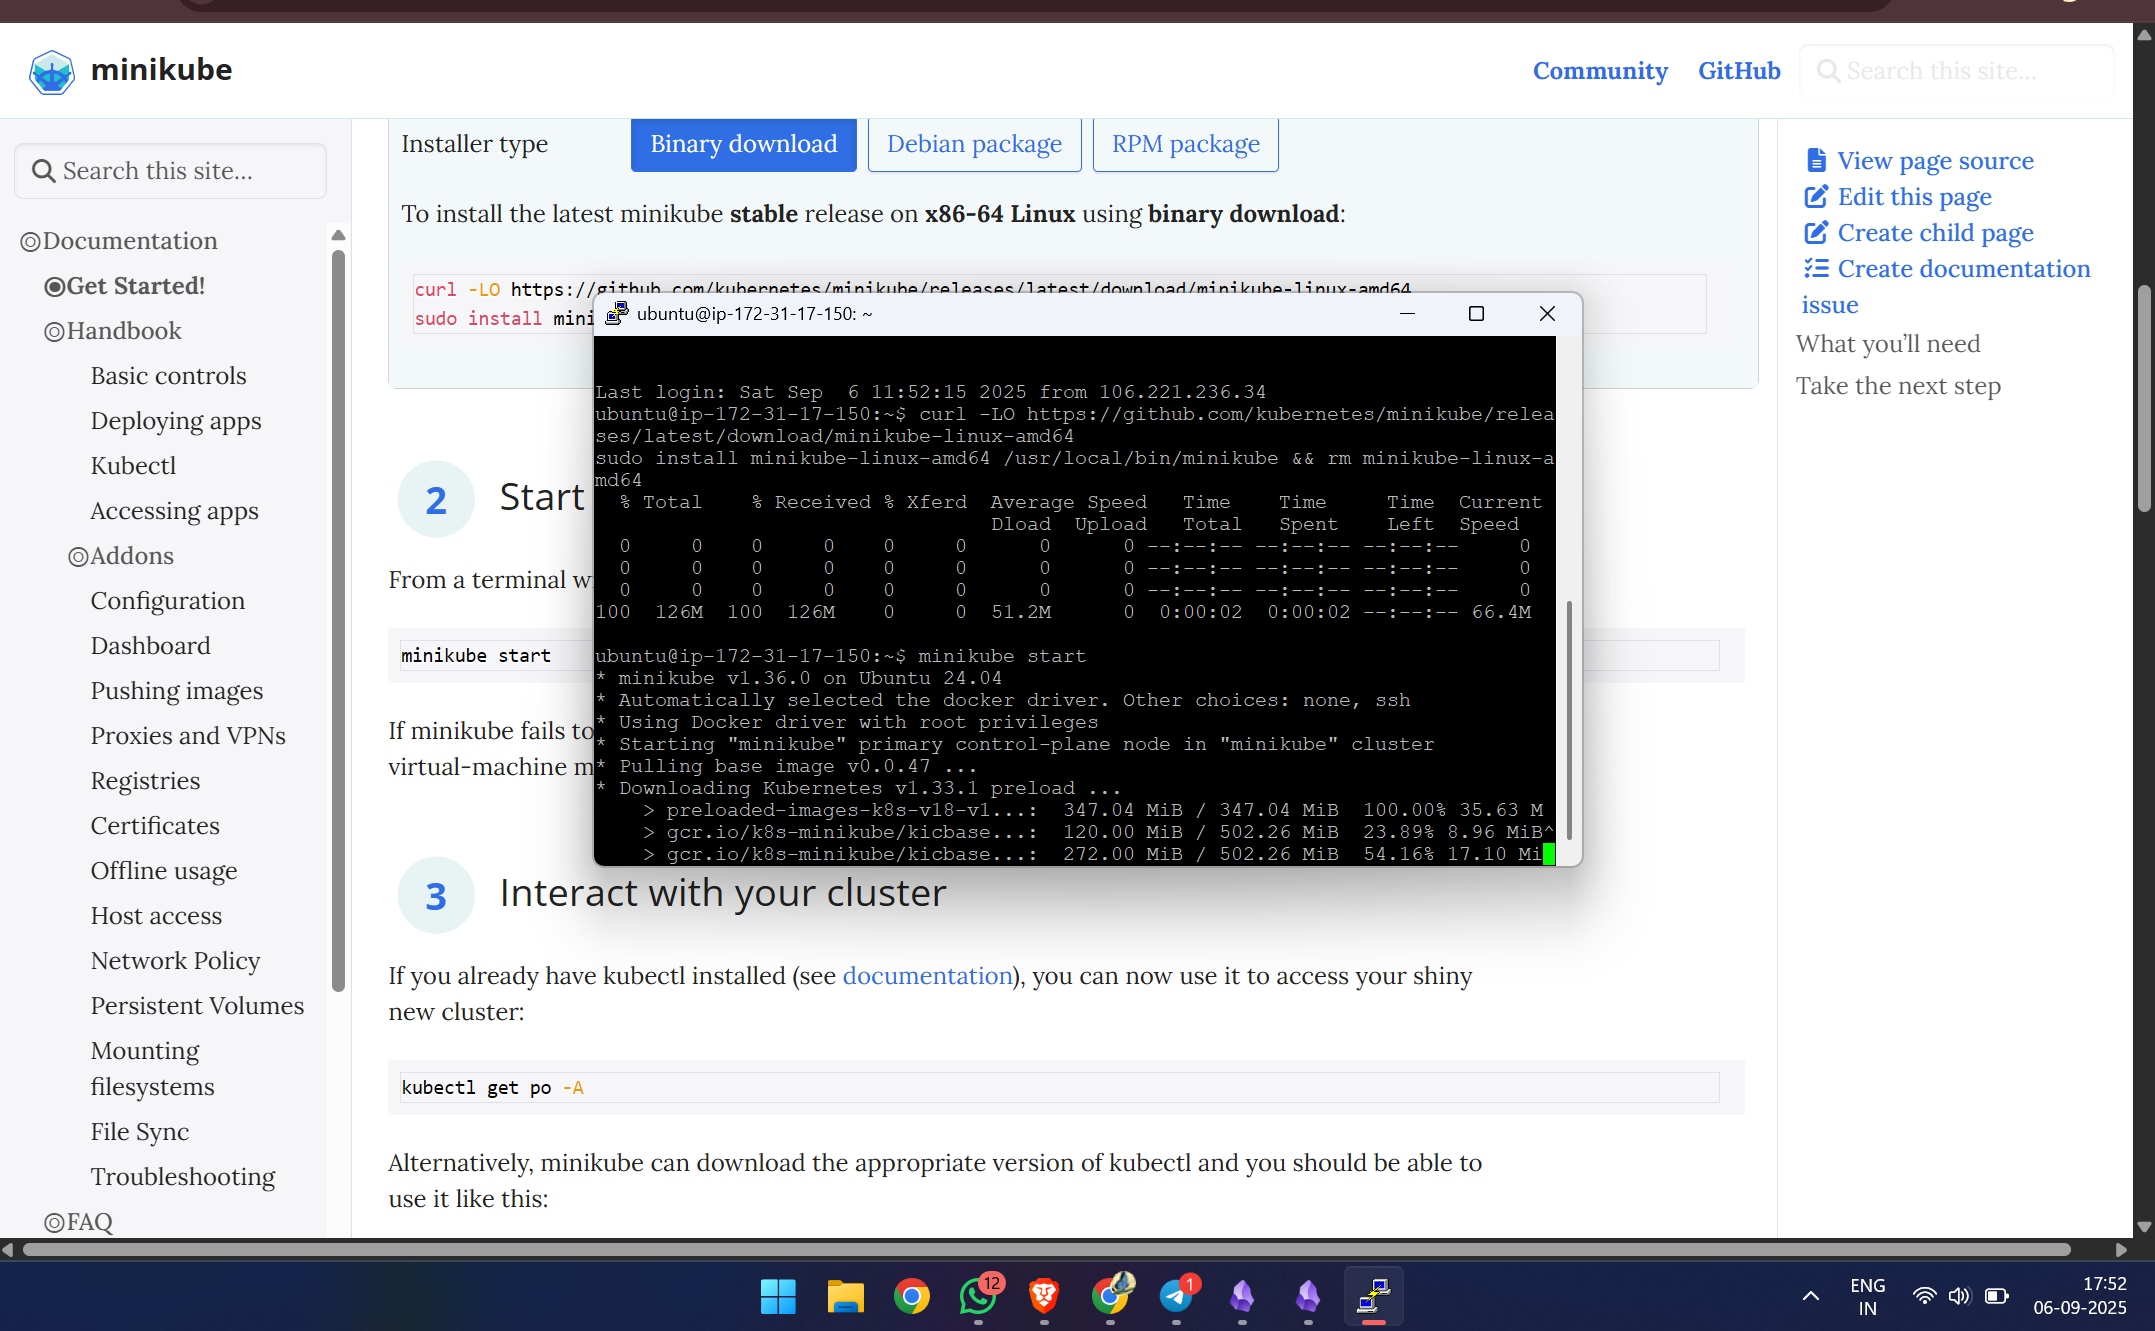 minikube
Community
GitHub
Search this site...
Search this site...
Documentation
Get Started!
Handbook
Basic controls
Deploying apps
Kubectl
Accessing apps
Addons
Configuration
Dashboard
Pushing images
Proxies and VPNs
Registries
Certificates
Offline usage
Host access
Network Policy
Persistent Volumes
Mounting
filesystems
File Sync
Troubleshooting
FAQ
Installer type
Binary download
Debian package
RPM package
To install the latest minikube stable release on x86-64 Linux using binary download:
curl -LO https://github.com/kubernetes/minikube/releases/latest/download/minikube-linux-amd64
sudo install mini
ubuntu@ip-172-31-17-150: ~
Last login: Sat Sep  6 11:52:15 2025 from 106.221.236.34
ubuntu@ip-172-31-17-150:~$ curl -LO https://github.com/kubernetes/minikube/relea
ses/latest/download/minikube-linux-amd64
sudo install minikube-linux-amd64 /usr/local/bin/minikube && rm minikube-linux-a
md64
% Total % Received % Xferd Average Speed Time Time Time Current
Dload Upload Total Spent Left Speed
0 0 0 0 0 0 0 0 --:--:-- --:--:-- --:--:-- 0
0 0 0 0 0 0 0 0 --:--:-- --:--:-- --:--:-- 0
0 0 0 0 0 0 0 0 --:--:-- --:--:-- --:--:-- 0
100 126M 100 126M 0 0 51.2M 0 0:00:02 0:00:02 --:--:-- 66.4M
ubuntu@ip-172-31-17-150:~$ minikube start
* minikube v1.36.0 on Ubuntu 24.04
* Automatically selected the docker driver. Other choices: none, ssh
* Using Docker driver with root privileges
* Starting "minikube" primary control-plane node in "minikube" cluster
* Pulling base image v0.0.47 ...
* Downloading Kubernetes v1.33.1 preload ...
> preloaded-images-k8s-v18-v1...: 347.04 MiB / 347.04 MiB 100.00% 35.63 M
> gcr.io/k8s-minikube/kicbase...: 120.00 MiB / 502.26 MiB 23.89% 8.96 MiB^
> gcr.io/k8s-minikube/kicbase...: 272.00 MiB / 502.26 MiB 54.16% 17.10 Mi
2 Start
From a terminal w
minikube start
If minikube fails to
virtual-machine m
3 Interact with your cluster
If you already have kubectl installed (see documentation), you can now use it to access your shiny
new cluster:
kubectl get po -A
Alternatively, minikube can download the appropriate version of kubectl and you should be able to
use it like this:
View page source
Edit this page
Create child page
Create documentation
issue
What you'll need
Take the next step
12
1
ENG
IN
17:52
06-09-2025